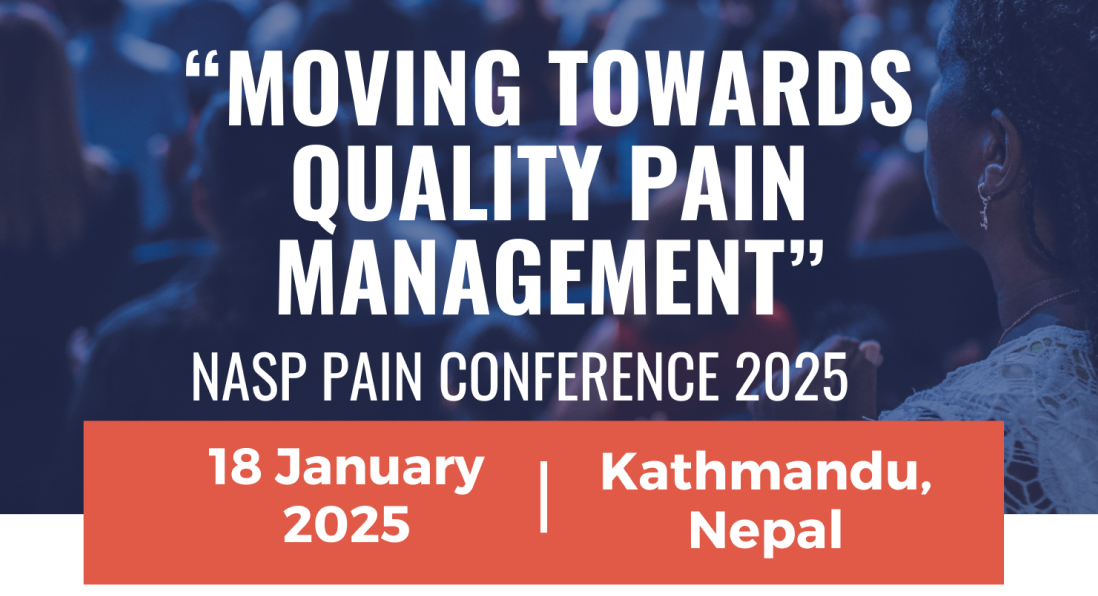 “MOVING TOWARDS
QUALITY PAIN
MANAGEMENT”
NASP PAIN CONFERENCE 2025
18 January
2025
Kathmandu,
Nepal